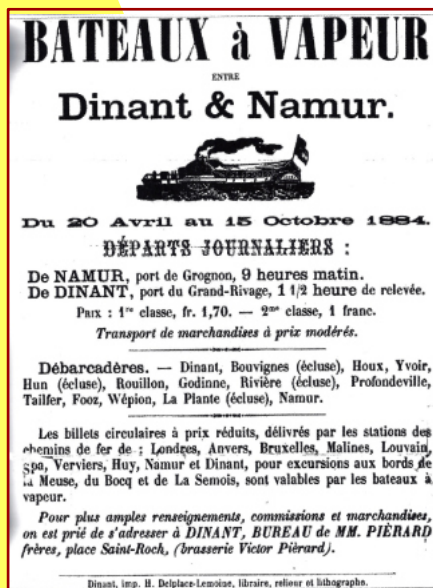 BATEAUX à VAPEUR
ENTRE
Dinant & Namur.
Du 20 Avril au 15 Octobre 1884.
DÉPARTS JOURNALIERS :
De NAMUR, port de Grognon, 9 heures matin.
De DINANT, port du Grand-Rivage, 1 1/2 heure de relevée.
PRIX : 1re classe, fr. 1,70. — 2me classe, 1 franc.
Transport de marchandises à prix modérés.
Débarcadères. — Dinant, Bouvignes (écluse), Houx, Yvoir,
Hun (écluse), Rouillon, Godinne, Rivière (écluse), Profondeville,
Tailfer, Fooz, Wépion, La Plante (écluse), Namur.
Les billets circulaires à prix réduits, délivrés par les stations des
chemins de fer de : Londres, Anvers, Bruxelles, Malines, Louvain,
Spa, Verviers, Huy, Namur et Dinant, pour excursions aux bords de
la Meuse, du Bocq et de La Semois, sont valables par les bateaux à
vapeur.
Pour plus amples renseignements, commissions et marchandises,
on est prié de s'adresser à DINANT, BUREAU de MM. PIÉRARD
frères, place Saint-Roch, (brasserie Victor Piérard).
Dinant, imp. H. Delplace-Lemoine, libraire, relieur et lithographe.